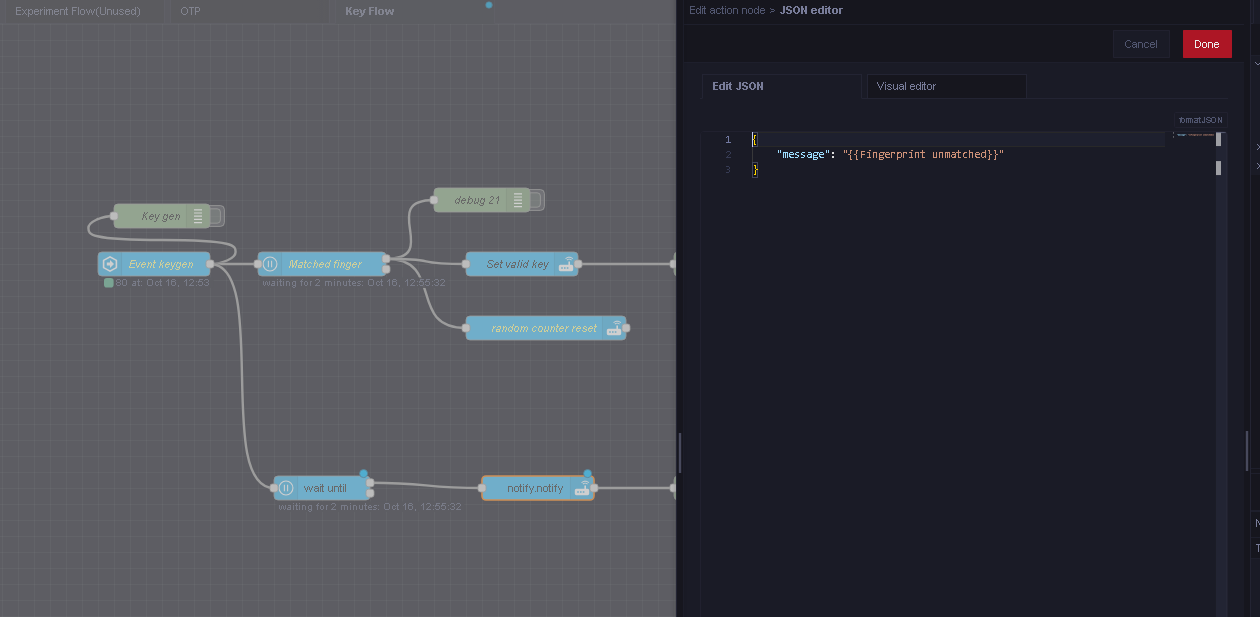 Experiment Flow(Unused)
OTP
Key Flow
Edit action node > JSON editor
Cancel
Done
Edit JSON
Visual editor
format JSON
1 {
2 "message": "{{Fingerprint unmatched}}"
3 }
Key gen
debug 21
Event keygen
80 at: Oct 16, 12:53
Matched finger
waiting for 2 minutes: Oct 16, 12:55:32
Set valid key
random counter reset
wait until
waiting for 2 minutes: Oct 16, 12:55:32
notify.notify
N
T